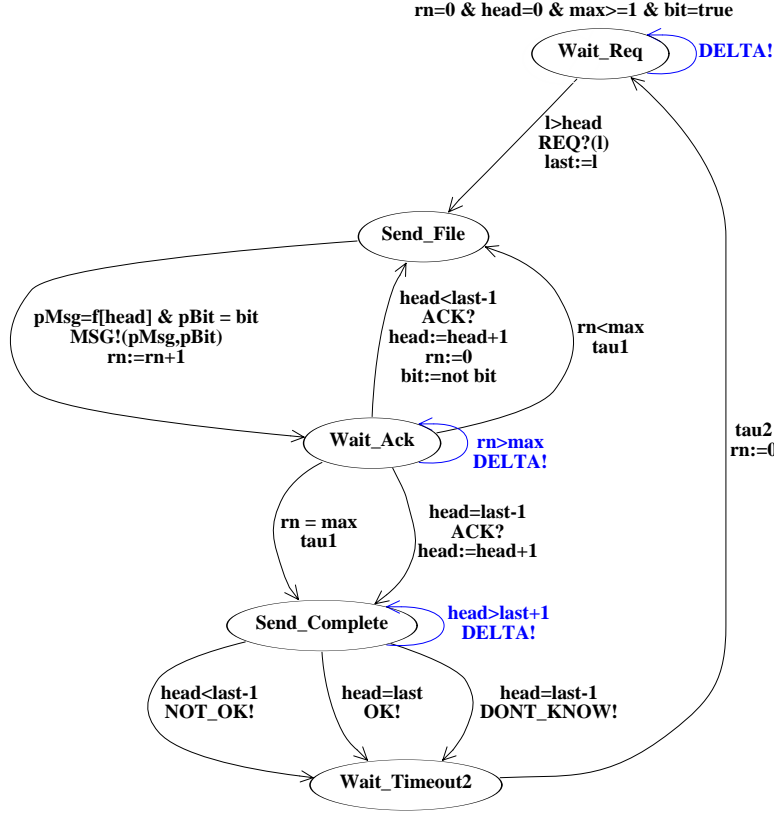 rn=0 & head=0 & max>=1 & bit=true
Wait_Req
DELTA!
l>head
REQ?(l)
last:=l
Send_File
pMsg=f[head] & pBit = bit
MSG!(pMsg,pBit)
rn:=rn+1
head<last-1
ACK?
head:=head+1
rn:=0
bit:=not bit
rn<max
tau1
Wait_Ack
rn>max
DELTA!
tau2
rn:=0
rn = max
tau1
head=last-1
ACK?
head:=head+1
Send_Complete
head>last+1
DELTA!
head<last-1
NOT_OK!
head=last
OK!
head=last-1
DONT_KNOW!
Wait_Timeout2